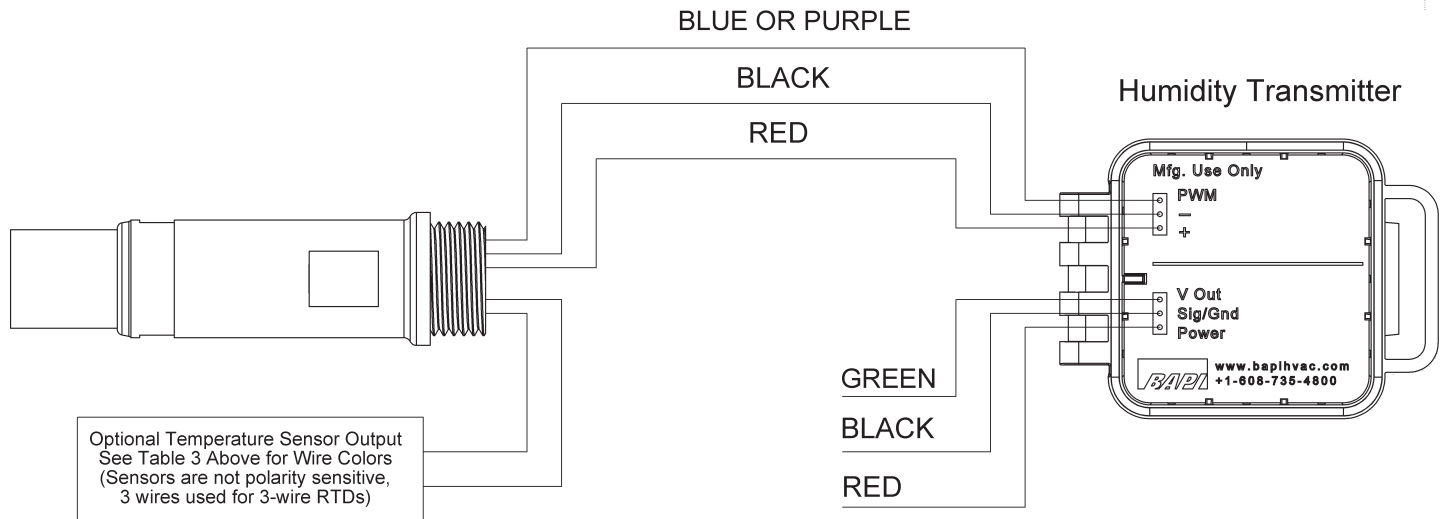 BLUE OR PURPLE
BLACK
RED
Humidity Transmitter
Mfg. Use Only
PWM
–
+
V Out
Sig/Gnd
Power
BAPI
www.bapihvac.com
+1-608-735-4800
GREEN
BLACK
RED
Optional Temperature Sensor Output
See Table 3 Above for Wire Colors
(Sensors are not polarity sensitive,
3 wires used for 3-wire RTDs)